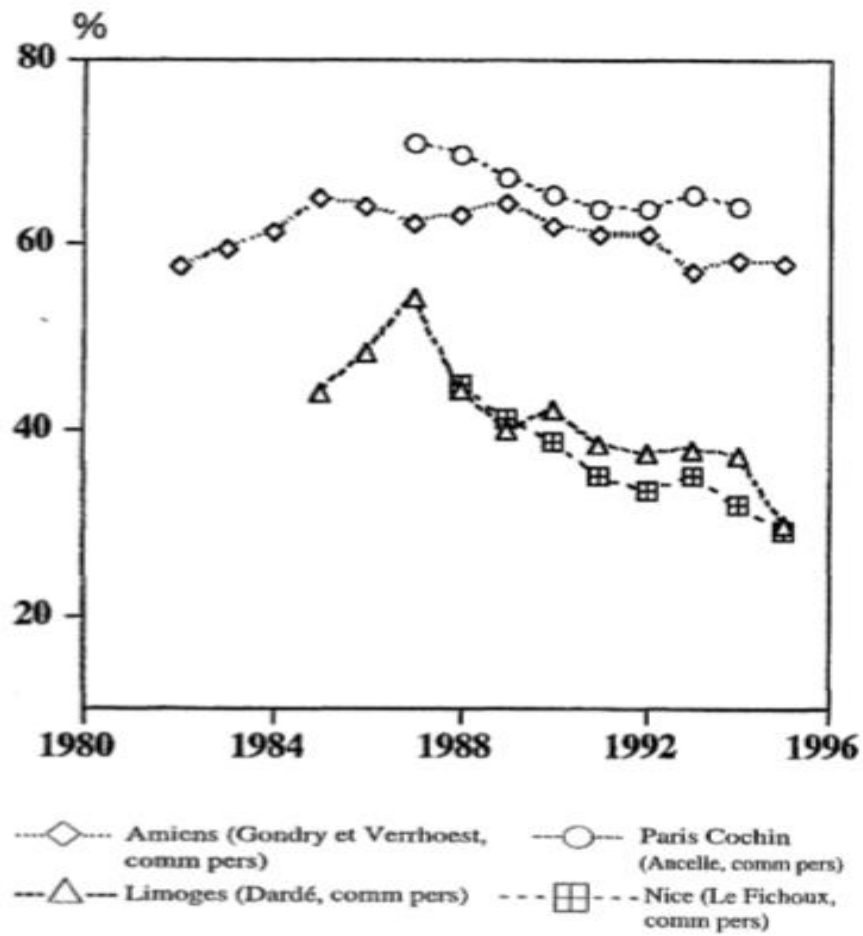 %
80
60
40
20
1980 1984 1988 1992 1996
Amiens (Gondry et Verrhoest,
comm pers)
Paris Cochin
(Ancelle, comm pers)
Limoges (Dardé, comm pers)
Nice (Le Fichoux,
comm pers)